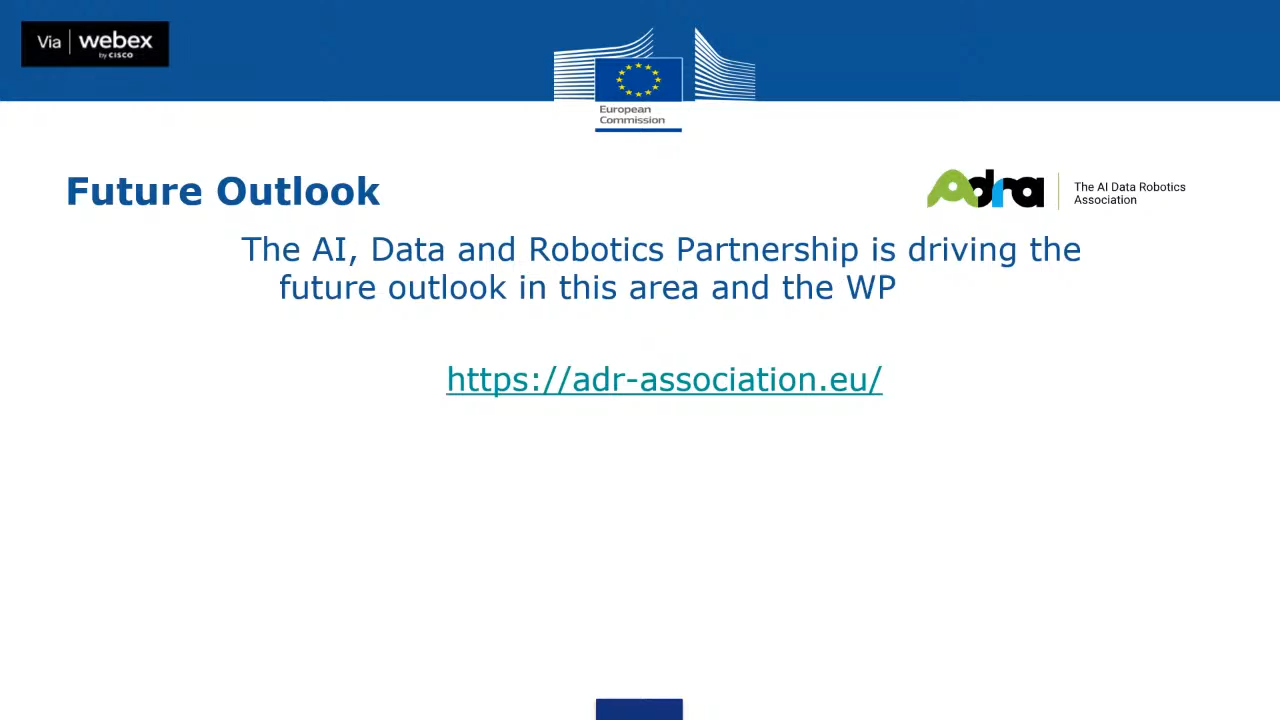 Via webex
by CISCO
European
Commission
Future Outlook
Adra
The AI Data Robotics
Association
The AI, Data and Robotics Partnership is driving the
future outlook in this area and the WP
https://adr-association.eu/